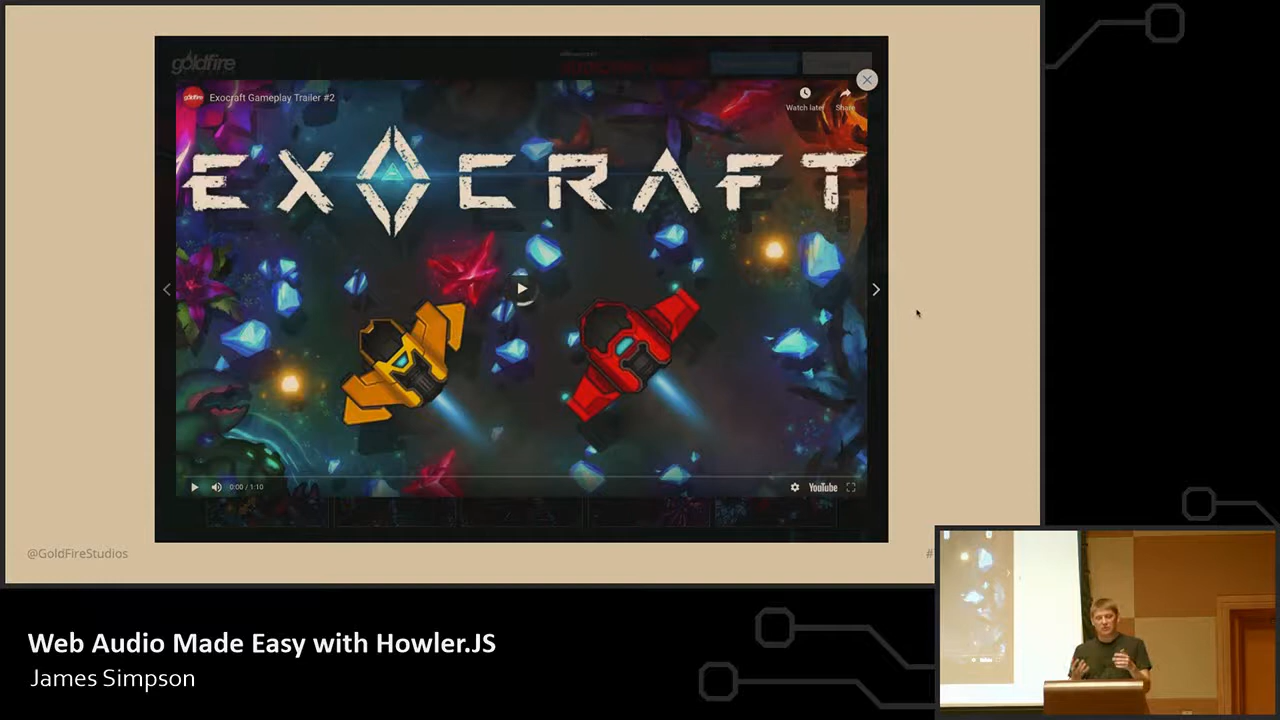 goldfire
goldfire
Exocraft Gameplay Trailer #2
Watch later
Share
EXOCRAFT
0:00 / 1:10
YouTube
@GoldFireStudios
#
Web Audio Made Easy with Howler.JS
James Simpson